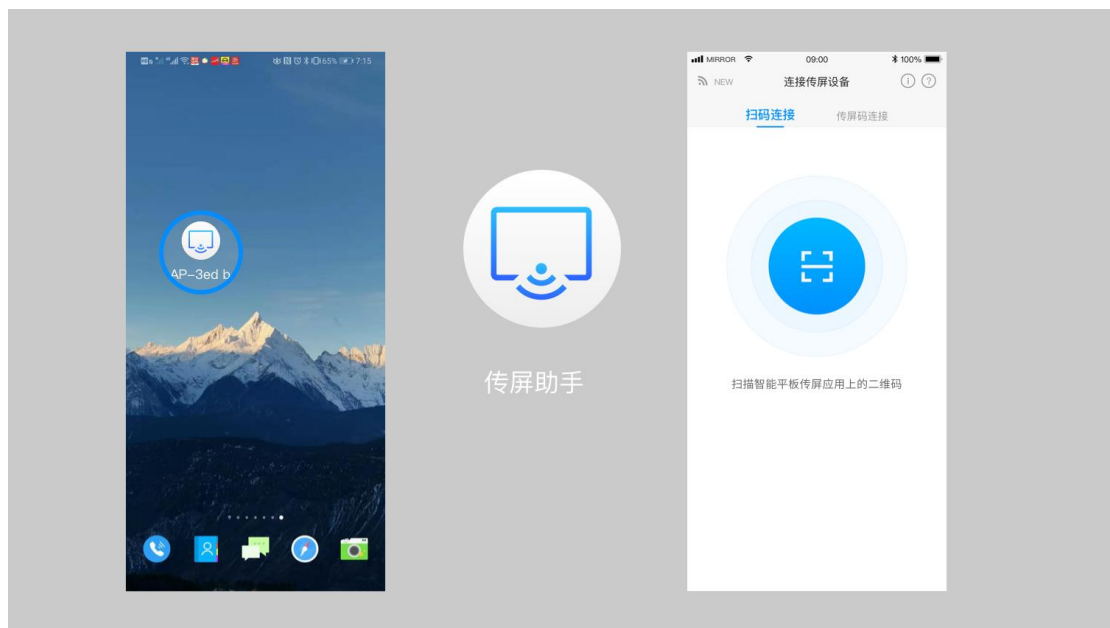 65% 7:15
AP-3ed b
传屏助手
MIRROR 09:00 100%
NEW 连接传屏设备
扫码连接 传屏码连接
扫描智能平板传屏应用上的二维码